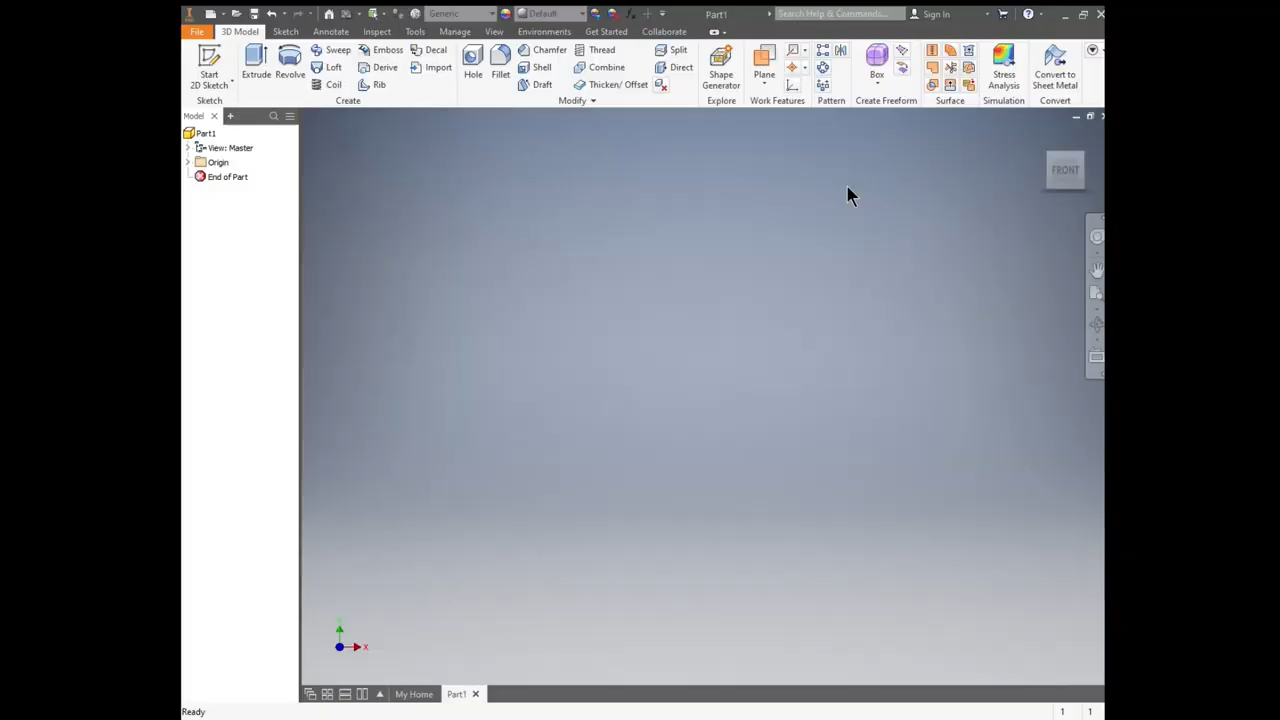 Generic Default Part1 Search Help & Commands... Sign In
File 3D Model Sketch Annotate Inspect Tools Manage View Environments Get Started Collaborate
Start 2D Sketch Extrude Revolve Sweep Emboss Decal Hole Fillet Chamfer Thread Split Shape Generator Plane Box Stress Analysis Convert to Sheet Metal
Loft Derive Import Shell Combine Direct
Coil Rib Draft Thicken/ Offset
Sketch Create Modify Explore Work Features Pattern Create Freeform Surface Simulation Convert
Model
Part1
View: Master
Origin
End of Part
FRONT
X
My Home Part1
Ready 1 1